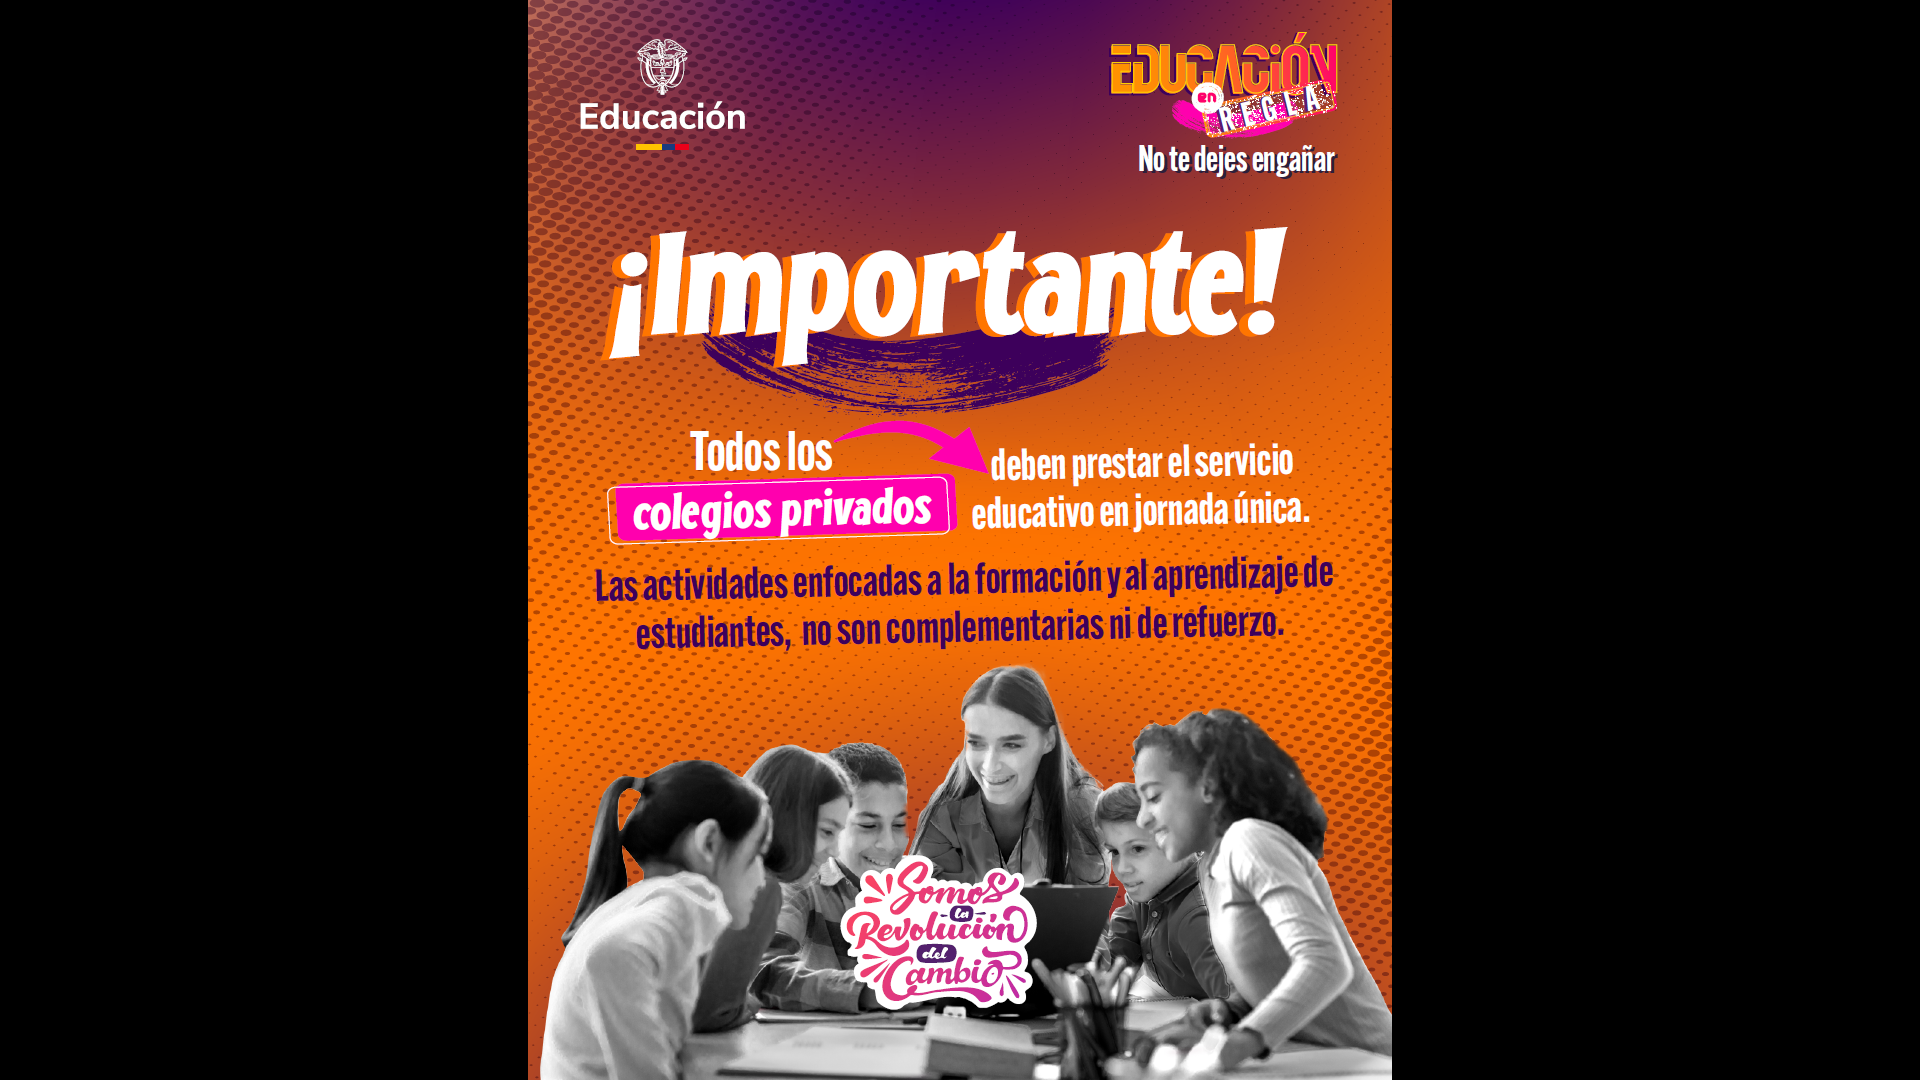 Educación
EDUCACIÓN
en
REGLA
No te dejes engañar
¡Importante!
Todos los
colegios privados
deben prestar el servicio
educativo en jornada única.
Las actividades enfocadas a la formación y al aprendizaje de
estudiantes, no son complementarias ni de refuerzo.
Somos
la
Revolución
del
Cambio